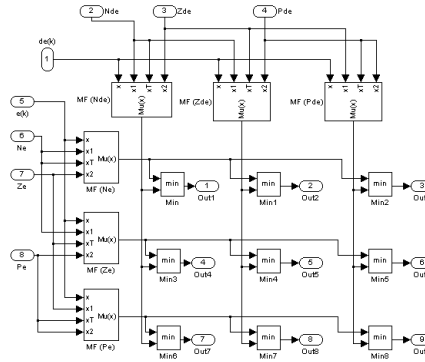 2 Nde 3 Zde 4 Pde
de(k)
1
x x1 xT x2 x x1 xT x2 x x1 xT x2
MF (Nde) Mu(x) MF (Zde) Mu(x) MF (Pde) Mu(x)
5
e(k)
6
Ne
7
Ze
8
Pe
x
x1 Mu(x)
xT
x2
MF (Ne)
min 1 min 2 min 3
Min Out1 Min1 Out2 Min2 Out
x
x1 Mu(x)
xT
x2
MF (Ze)
min 4 min 5 min 6
Min3 Out4 Min4 Out5 Min5 Out
x
x1 Mu(x)
xT
x2
MF (Pe)
min 7 min 8 min 9
Min6 Out7 Min7 Out8 Min8 Out